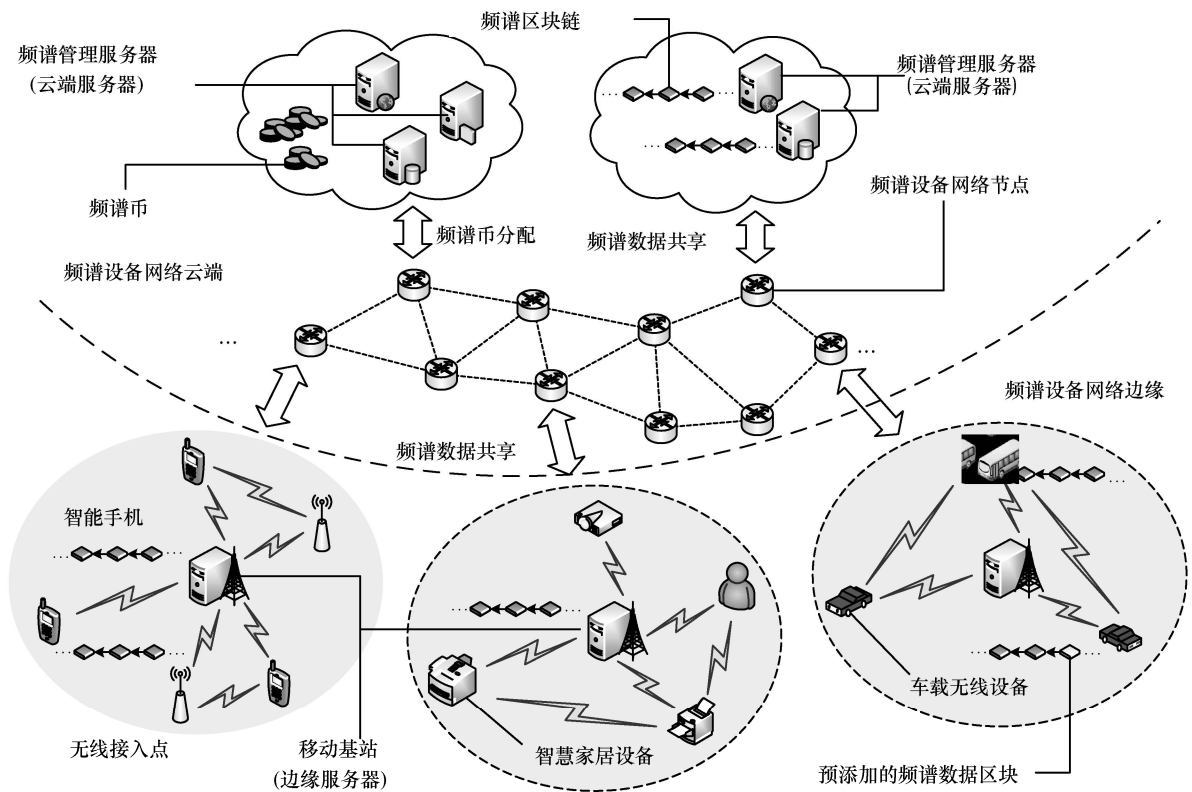 频谱区块链
频谱管理服务器
(云端服务器)
频谱管理服务器
(云端服务器)
频谱币
频谱设备网络节点
频谱币分配
频谱数据共享
频谱设备网络云端
...
...
频谱设备网络边缘
频谱数据共享
智能手机
车载无线设备
无线接入点
移动基站
(边缘服务器)
智慧家居设备
预添加的频谱数据区块